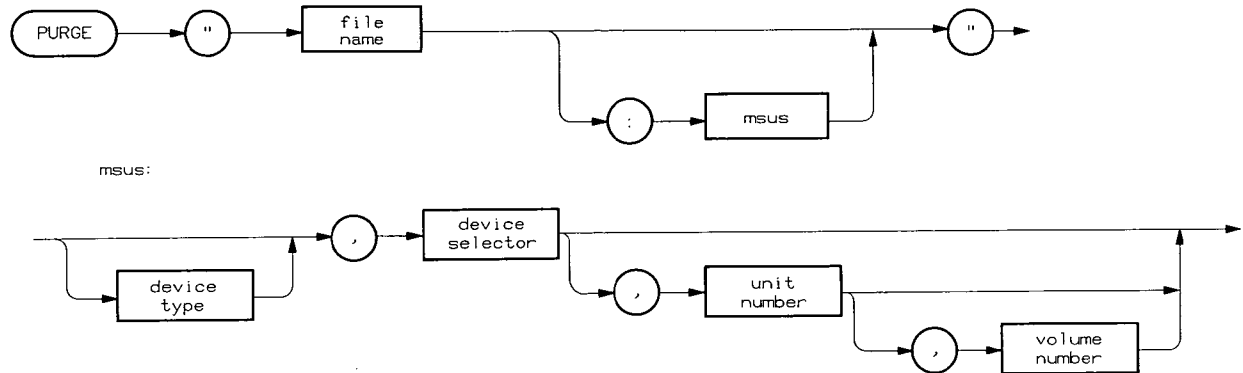 PURGE
"
file
name
"
:
msus
msus:
,
device
selector
device
type
,
unit
number
,
volume
number